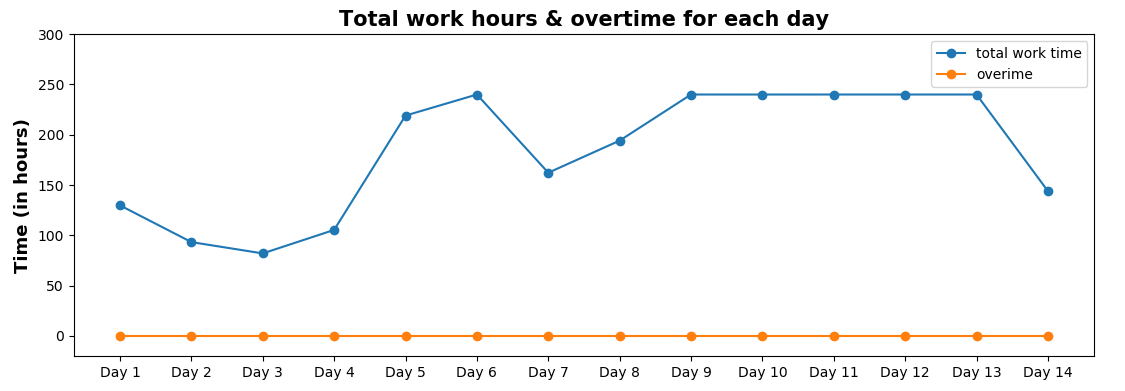 Total work hours & overtime for each day
Time (in hours)
300
250
200
150
100
50
0
total work time
overime
Day 1 Day 2 Day 3 Day 4 Day 5 Day 6 Day 7 Day 8 Day 9 Day 10 Day 11 Day 12 Day 13 Day 14